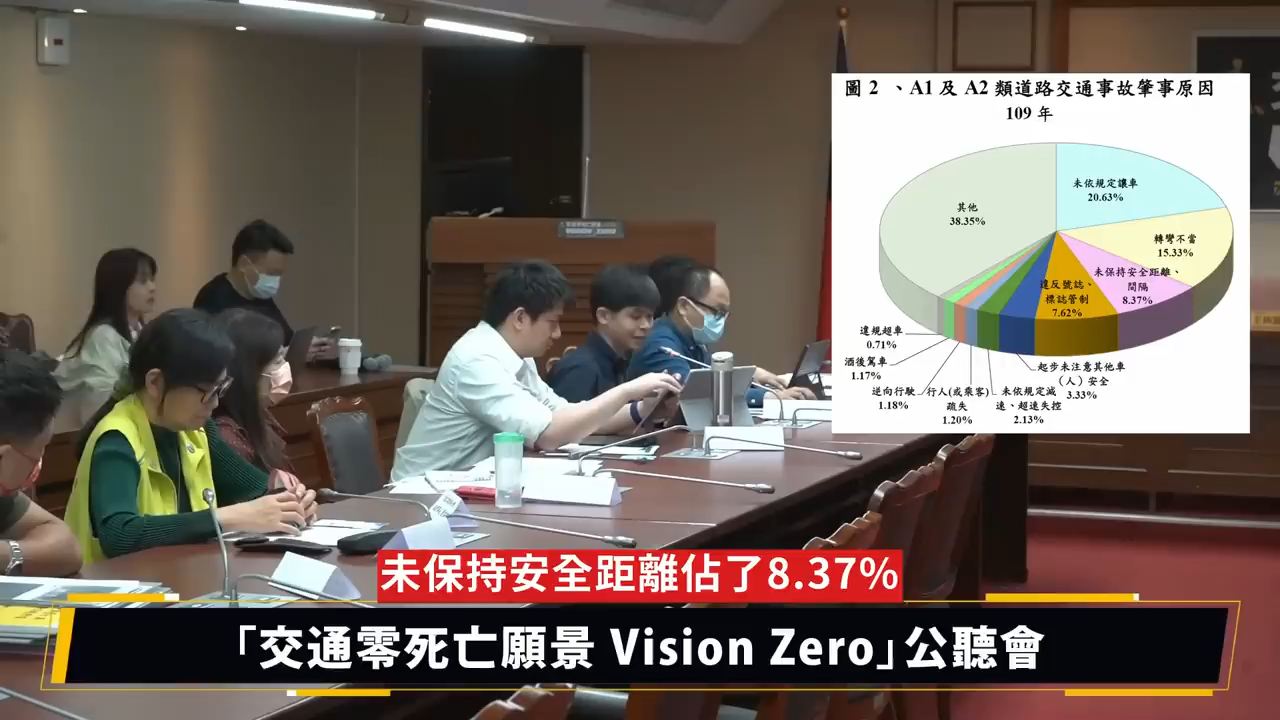 圖 2 、A1 及 A2 類道路交通事故肇事原因
109 年
未依規定讓車
20.63%
其他
38.35%
轉彎不當
15.33%
未保持安全距離、
間隔
8.37%
違反號誌、
標誌管制
7.62%
違規超車
0.71%
酒後駕車
1.17%
逆向行駛
1.18%
行人(或乘客)
疏失
1.20%
未依規定減
速、超速失控
2.13%
起步未注意其他車
(人) 安全
3.33%
未保持安全距離佔了8.37%
「交通零死亡願景 Vision Zero」公聽會